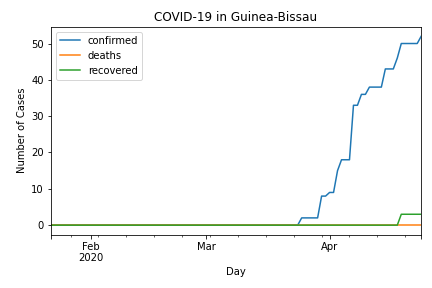 COVID-19 in Guinea-Bissau
confirmed
deaths
recovered
Number of Cases
50
40
30
20
10
0
Feb
2020
Mar
Apr
Day